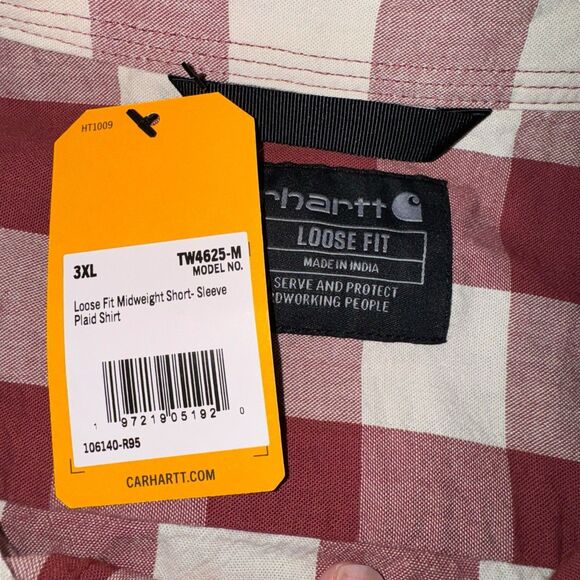 HT1009
3XL
TW4625-M
MODEL NO.
Loose Fit Midweight Short- Sleeve
Plaid Shirt
1 97219 05192 0
106140-R95
CARHARTT.COM
rhartt
LOOSE FIT
MADE IN INDIA
SERVE AND PROTECT
RDWORKING PEOPLE